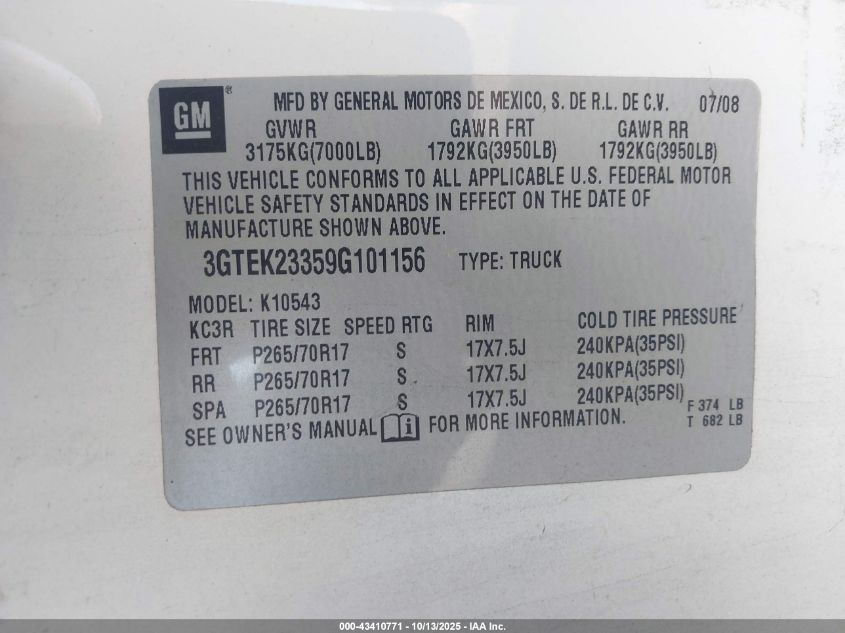 GM ® MFD BY GENERAL MOTORS DE MEXICO, S. DE R.L. DE C.V. 07/08
GVWR GAWR FRT GAWR RR
3175KG(7000LB) 1792KG(3950LB) 1792KG(3950LB)
THIS VEHICLE CONFORMS TO ALL APPLICABLE U.S. FEDERAL MOTOR
VEHICLE SAFETY STANDARDS IN EFFECT ON THE DATE OF
MANUFACTURE SHOWN ABOVE.
3GTEK23359G101156 TYPE: TRUCK
MODEL: K10543
KC3R TIRE SIZE SPEED RTG RIM COLD TIRE PRESSURE
FRT P265/70R17 S 17X7.5J 240KPA(35PSI)
RR P265/70R17 S 17X7.5J 240KPA(35PSI)
SPA P265/70R17 S 17X7.5J 240KPA(35PSI) F 374 LB
SEE OWNER'S MANUAL i FOR MORE INFORMATION. T 682 LB
000-43410771 - 10/13/2025 - IAA Inc.